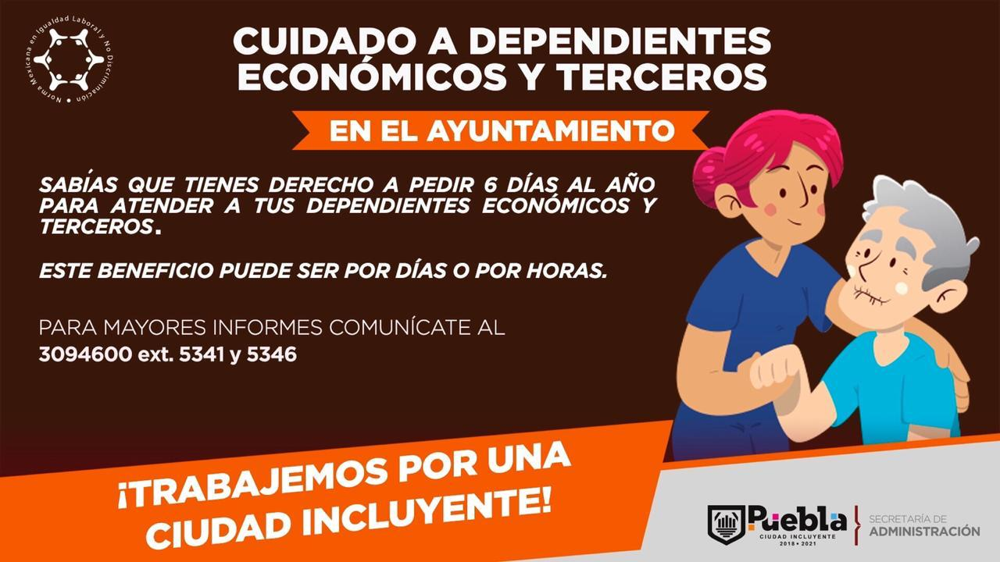 Norma Mexicana en Igualdad Laboral y No Discriminación
CUIDADO A DEPENDIENTES
ECONÓMICOS Y TERCEROS
EN EL AYUNTAMIENTO
SABÍAS QUE TIENES DERECHO A PEDIR 6 DÍAS AL AÑO
PARA ATENDER A TUS DEPENDIENTES ECONÓMICOS Y
TERCEROS.
ESTE BENEFICIO PUEDE SER POR DÍAS O POR HORAS.
PARA MAYORES INFORMES COMUNÍCATE AL
3094600 ext. 5341 y 5346
¡TRABAJEMOS POR UNA
CIUDAD INCLUYENTE!
Puebla
CIUDAD INCLUYENTE
2018 • 2021
SECRETARÍA DE
ADMINISTRACIÓN